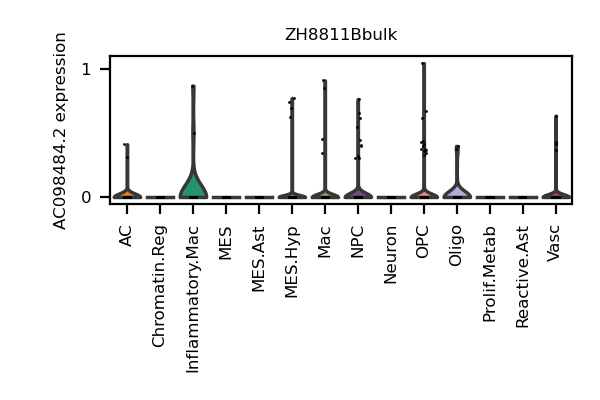 ZH8811Bbulk
AC098484.2 expression
1
0
AC
Chromatin.Reg
Inflammatory.Mac
MES
MES.Ast
MES.Hyp
Mac
NPC
Neuron
OPC
Oligo
Prolif.Metab
Reactive.Ast
Vasc